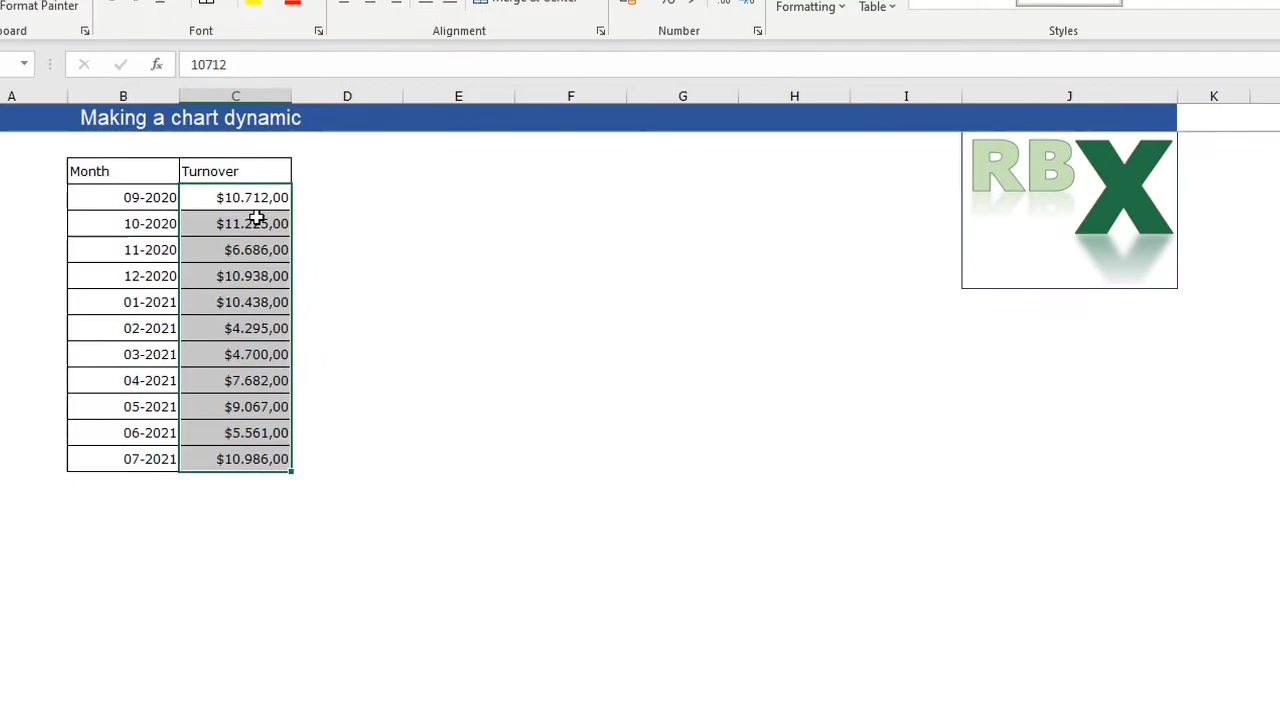 Format Painter
Merge & Center
Formatting
Table
oard
Font
Alignment
Number
Styles
fx
10712
A B C D E F G H I J K
Making a chart dynamic
Month Turnover
09-2020 $10.712,00
10-2020
11-2020 $6.686,00
12-2020 $10.938,00
01-2021 $10.438,00
02-2021 $4.295,00
03-2021 $4.700,00
04-2021 $7.682,00
05-2021 $9.067,00
06-2021 $5.561,00
07-2021 $10.986,00
RBX